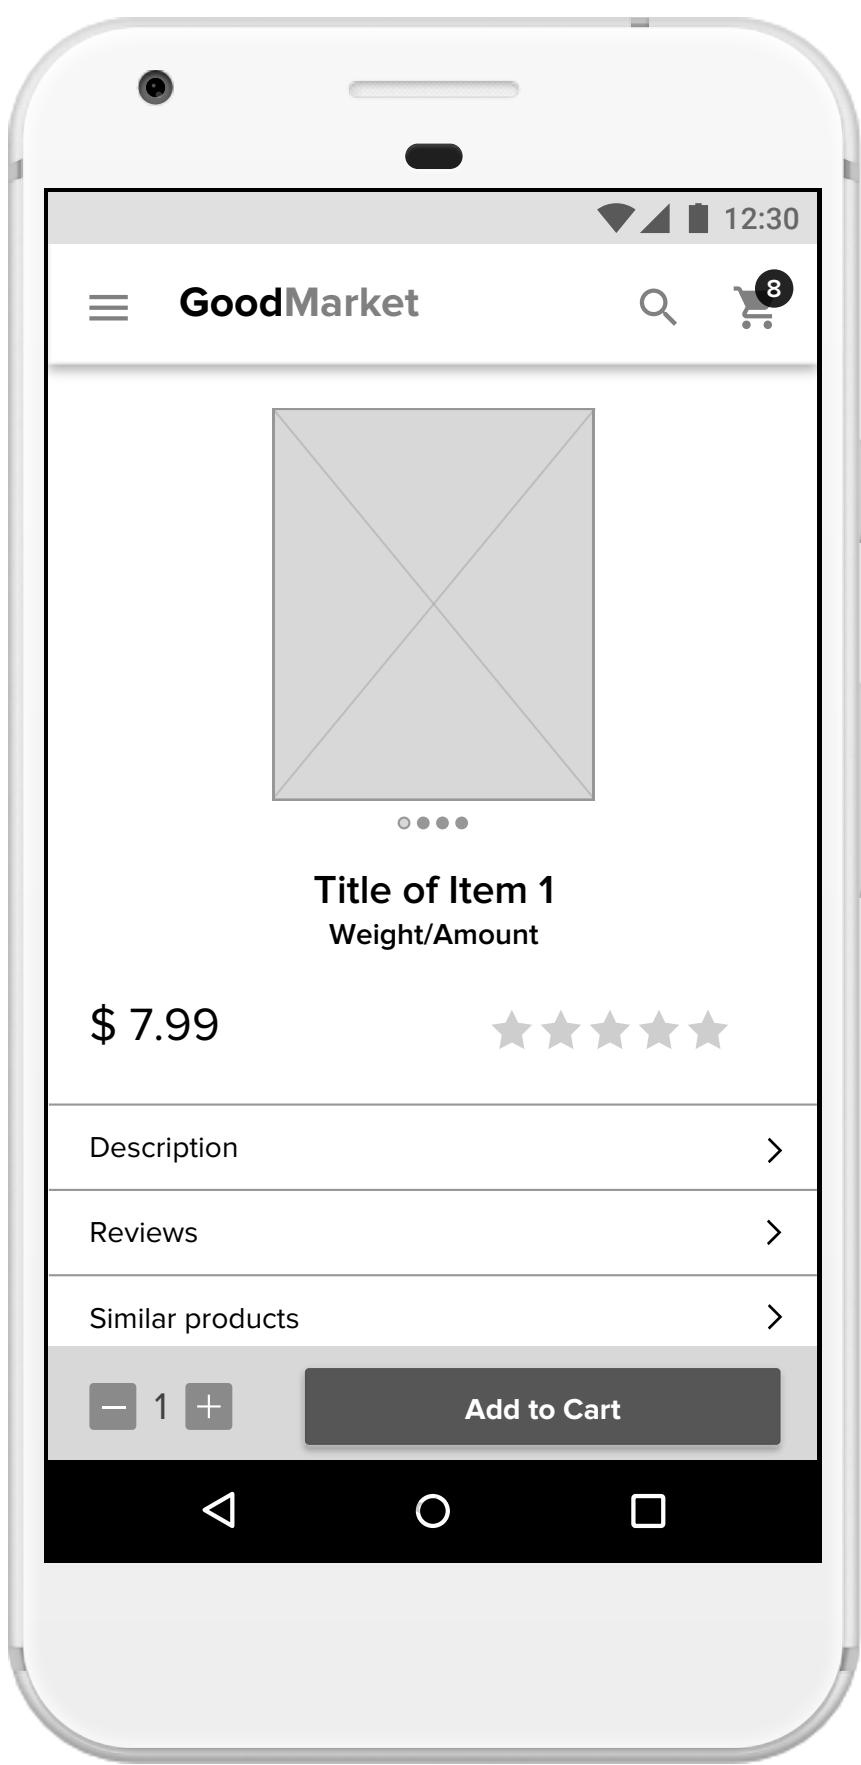 12:30
GoodMarket
8
Title of Item 1
Weight/Amount
$ 7.99
Description
Reviews
Similar products
1
Add to Cart